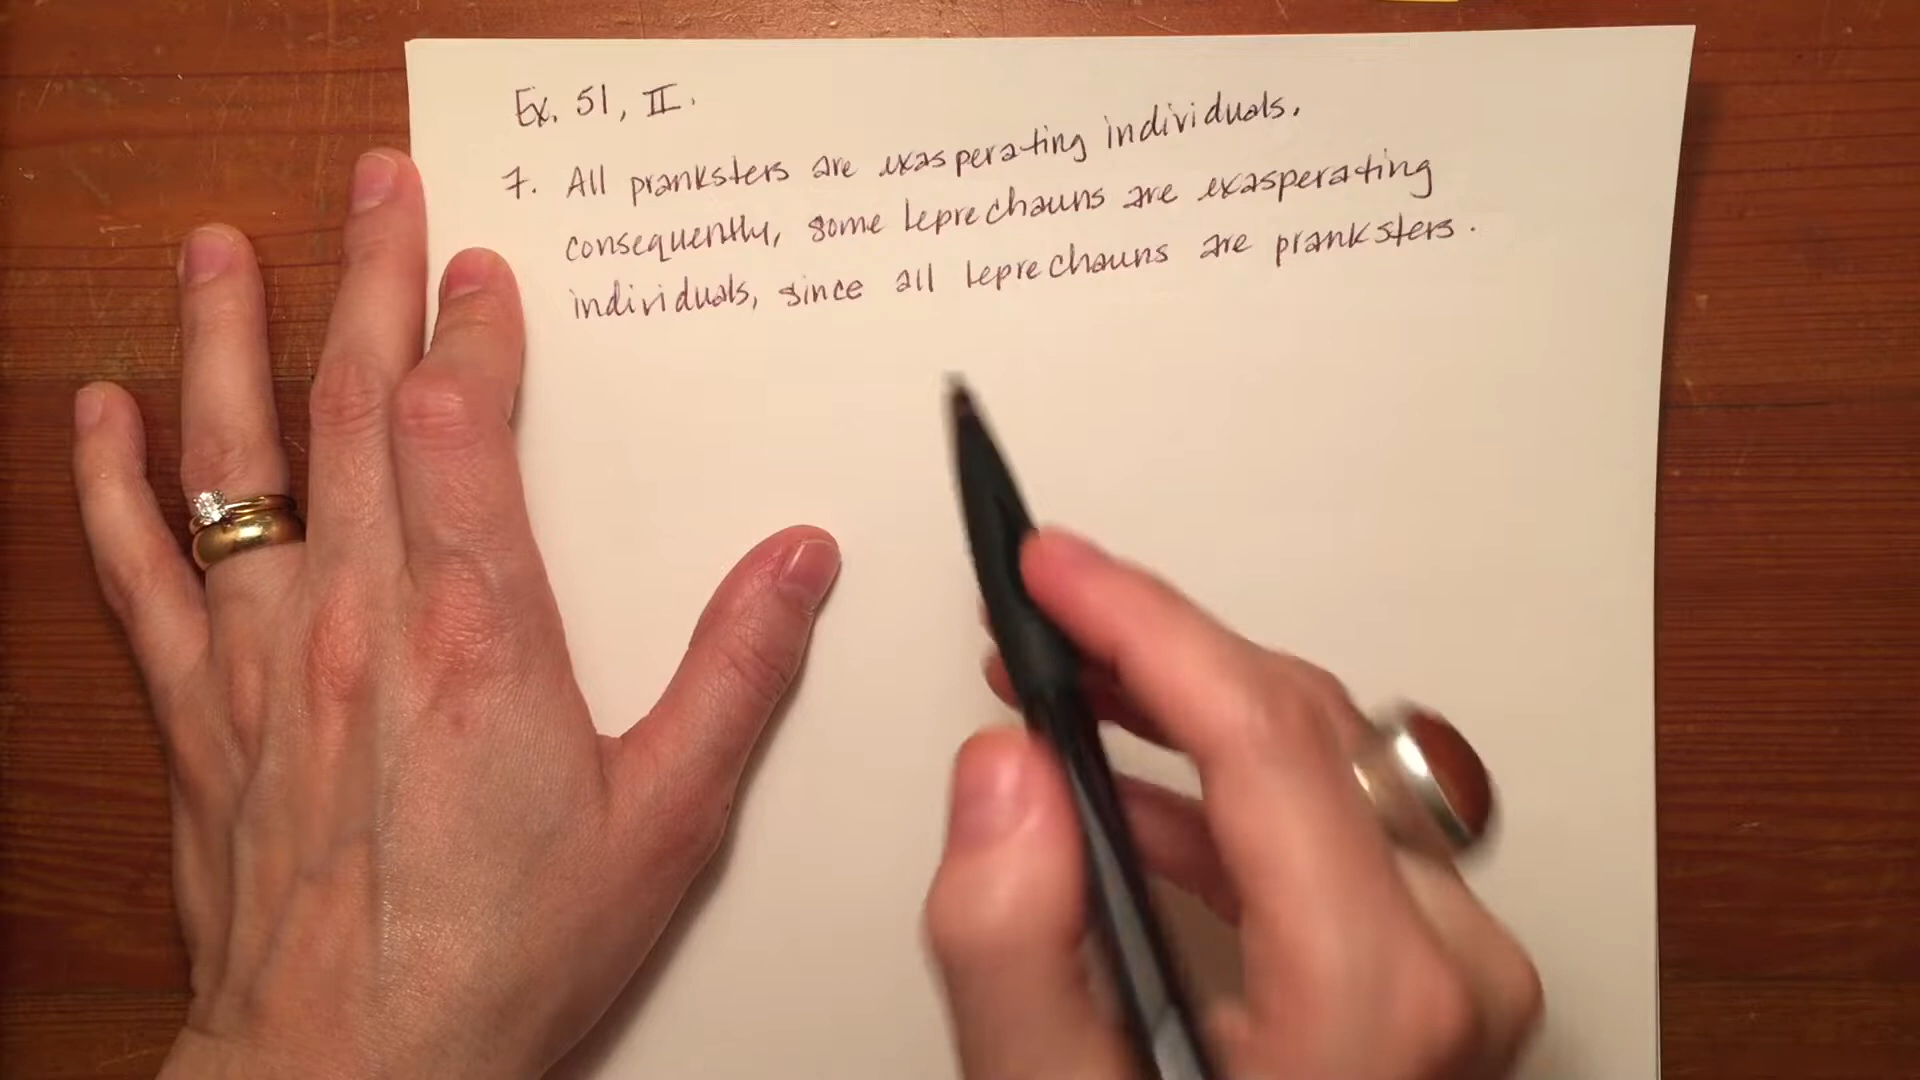 Ex. 51, II.
7. All pranksters are exasperating individuals.
consequently, some leprechauns are exasperating
individuals, since all leprechauns are pranksters.